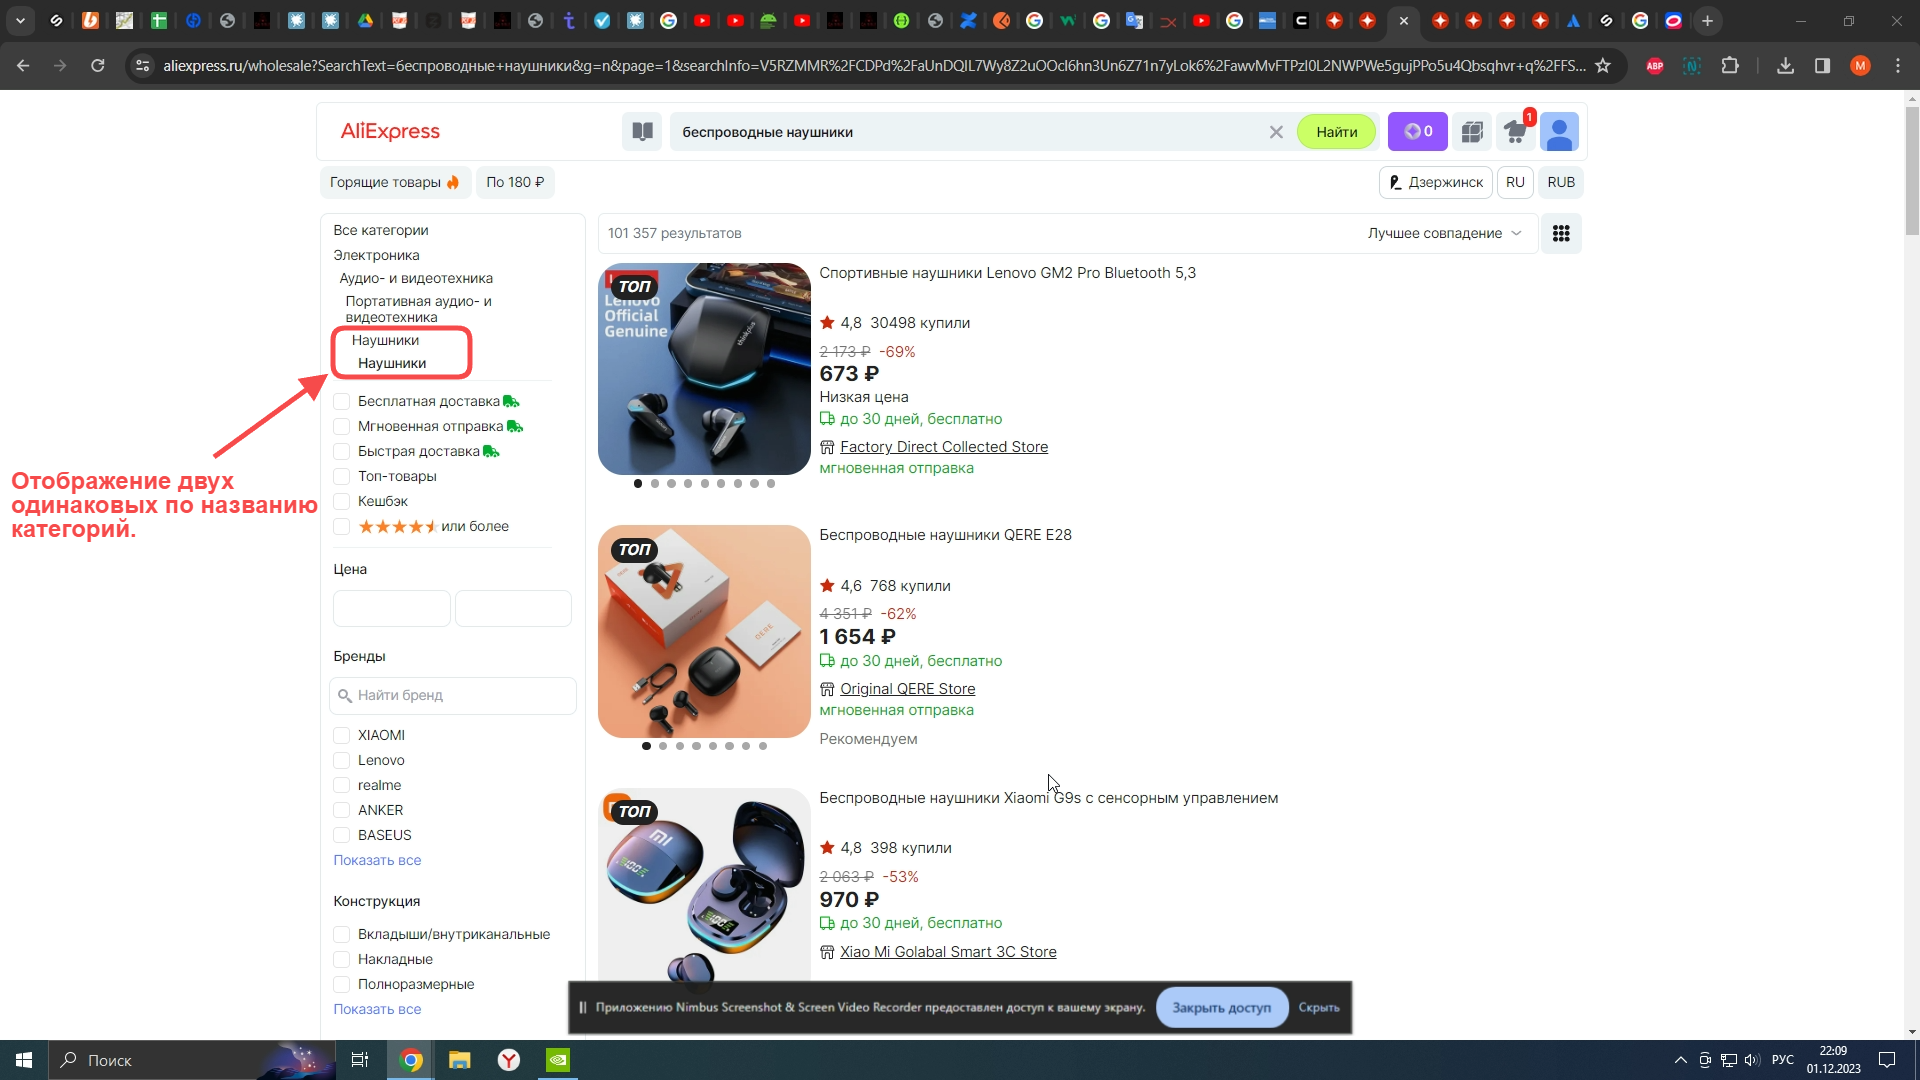 aliexpress.ru/wholesale?SearchText=беспроводные+наушники&g=n&page=1&searchInfo=V5RZMMR%2FCDPd%2FaUnDQIL7Wy8Z2uOOcl6hn3Un6Z71n7yLok6%2FawvMvFTPzl0L2NWPWe5gujPPo5u4Qbsqhvr+q%2FFS...
ABP
M
AliExpress
беспроводные наушники
Найти
0
1
Горящие товары
По 180 ₽
Дзержинск
RU
RUB
Все категории
Электроника
Аудио- и видеотехника
Портативная аудио- и
видеотехника
Наушники
Наушники
Отображение двух
одинаковых по названию
категорий.
Бесплатная доставка
Мгновенная отправка
Быстрая доставка
Топ-товары
Кешбэк
или более
Цена
Бренды
Найти бренд
XIAOMI
Lenovo
realme
ANKER
BASEUS
Показать все
Конструкция
Вкладыши/внутриканальные
Накладные
Полноразмерные
Показать все
101 357 результатов
Лучшее совпадение
ТОП
Lenovo
Official
Genuine
thinkplus
Спортивные наушники Lenovo GM2 Pro Bluetooth 5,3
4,8 30498 купили
2 173 ₽ -69%
673 ₽
Низкая цена
до 30 дней, бесплатно
Factory Direct Collected Store
мгновенная отправка
ТОП
QERE
Беспроводные наушники QERE E28
4,6 768 купили
4 351 ₽ -62%
1 654 ₽
до 30 дней, бесплатно
Original QERE Store
мгновенная отправка
Рекомендуем
ТОП
Беспроводные наушники Xiaomi G9s с сенсорным управлением
4,8 398 купили
2 063 ₽ -53%
970 ₽
до 30 дней, бесплатно
Xiao Mi Golabal Smart 3C Store
Приложению Nimbus Screenshot & Screen Video Recorder предоставлен доступ к вашему экрану.
Закрыть доступ
Скрыть
Поиск
РУС
22:09
01.12.2023